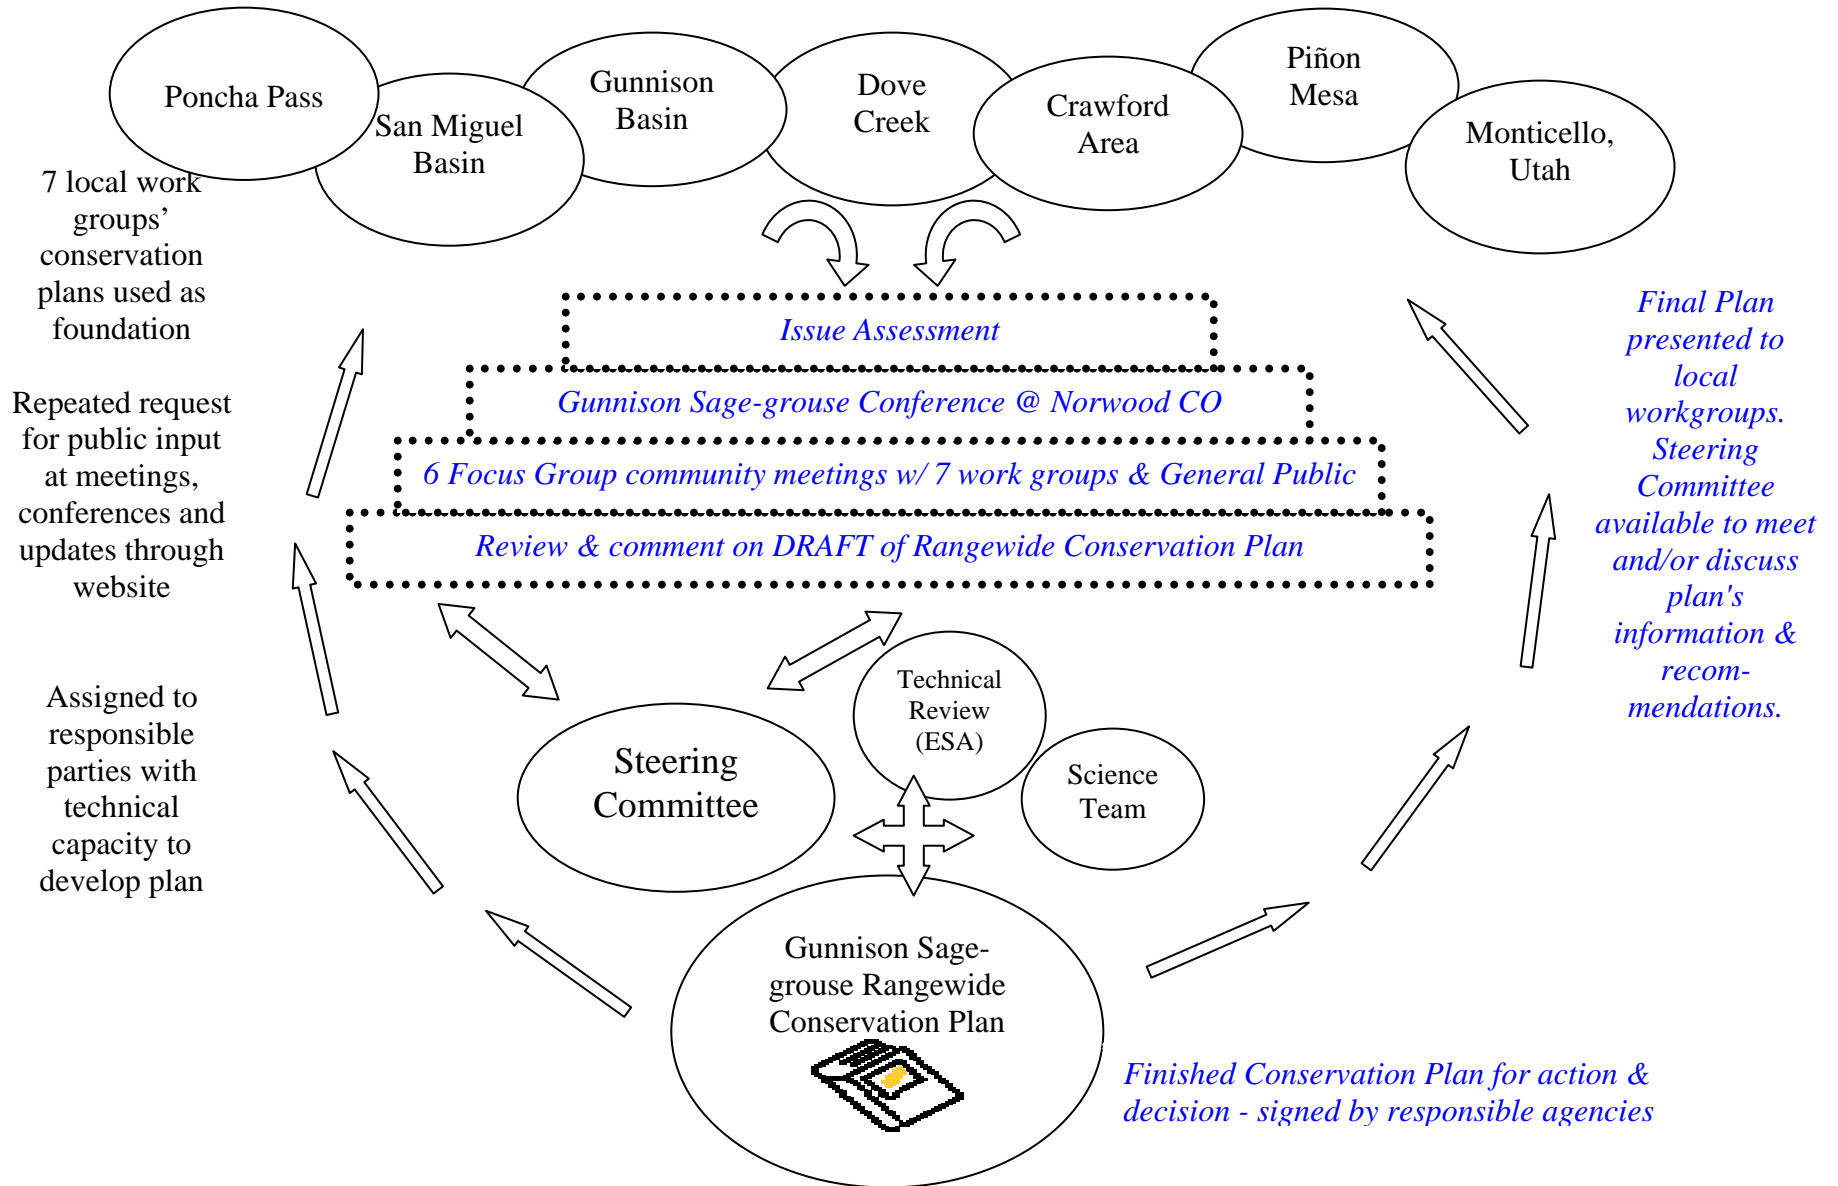 Poncha Pass
San Miguel
Basin
Gunnison
Basin
Dove
Creek
Crawford
Area
Piñon
Mesa
Monticello,
Utah
7 local work
groups’
conservation
plans used as
foundation
Repeated request
for public input
at meetings,
conferences and
updates through
website
Assigned to
responsible
parties with
technical
capacity to
develop plan
Issue Assessment
Gunnison Sage-grouse Conference @ Norwood CO
6 Focus Group community meetings w/ 7 work groups & General Public
Review & comment on DRAFT of Rangewide Conservation Plan
Final Plan
presented to
local
workgroups.
Steering
Committee
available to meet
and/or discuss
plan's
information &
recom-
mendations.
Steering
Committee
Technical
Review
(ESA)
Science
Team
Gunnison Sage-
grouse Rangewide
Conservation Plan
Finished Conservation Plan for action &
decision - signed by responsible agencies